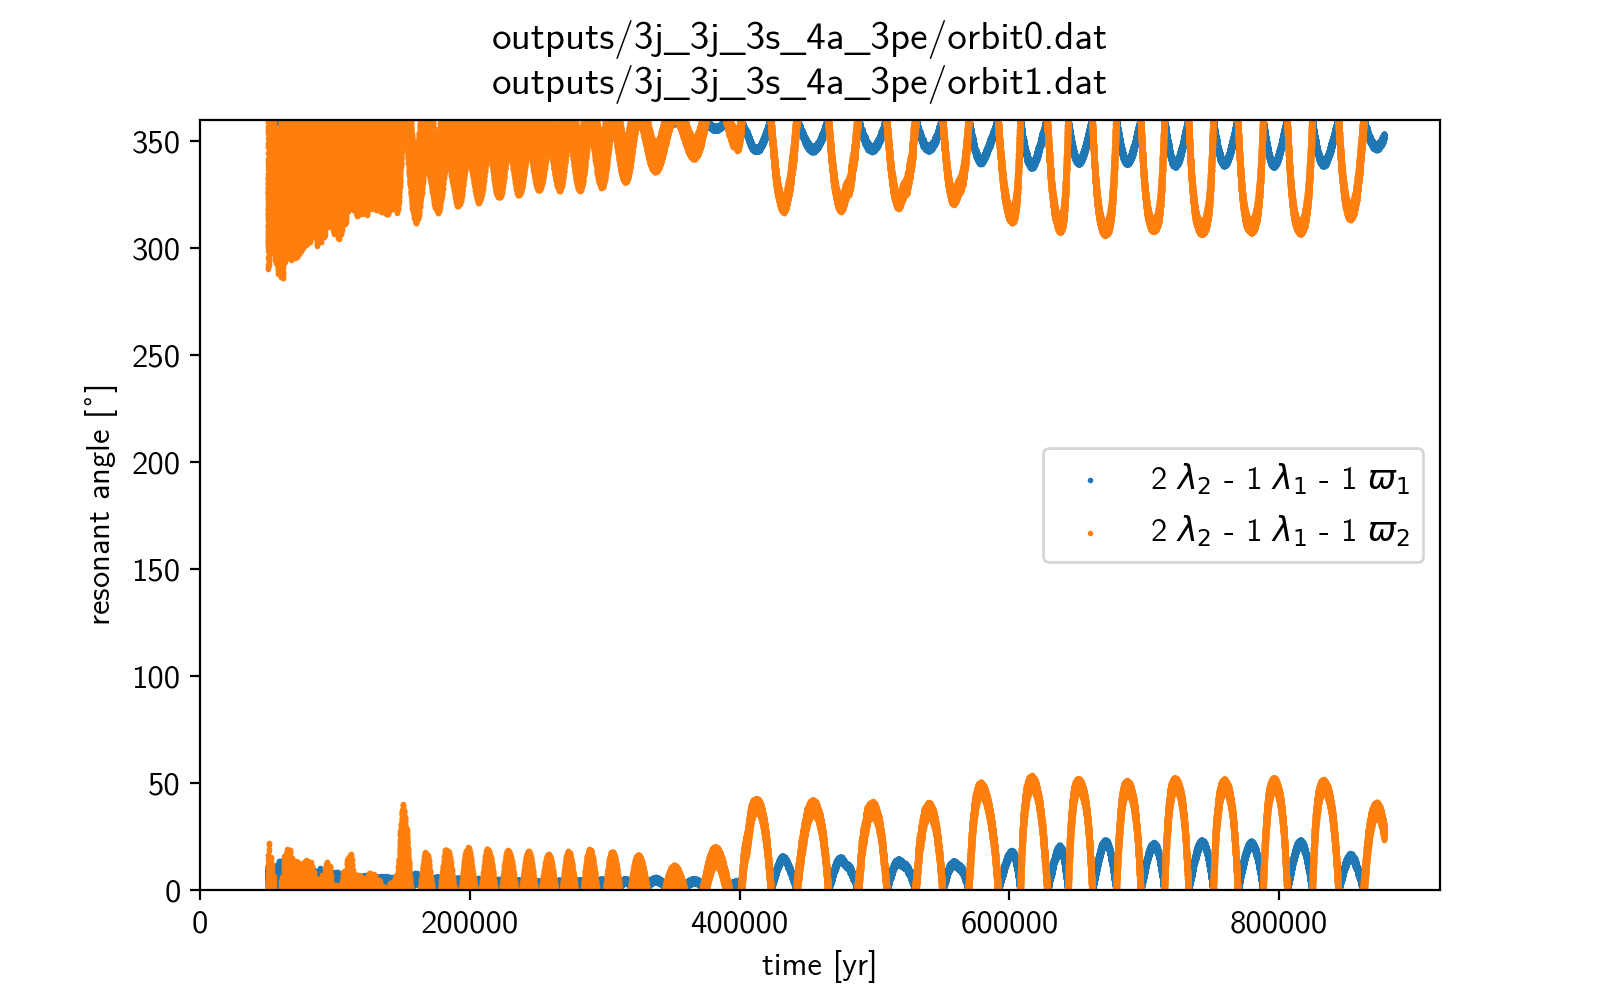 outputs/3j_3j_3s_4a_3pe/orbit0.dat
outputs/3j_3j_3s_4a_3pe/orbit1.dat
350
300
250
200
150
100
50
0
resonant angle [°]
2 λ₂ - 1 λ₁ - 1 ϖ₁
2 λ₂ - 1 λ₁ - 1 ϖ₂
0 200000 400000 600000 800000
time [yr]